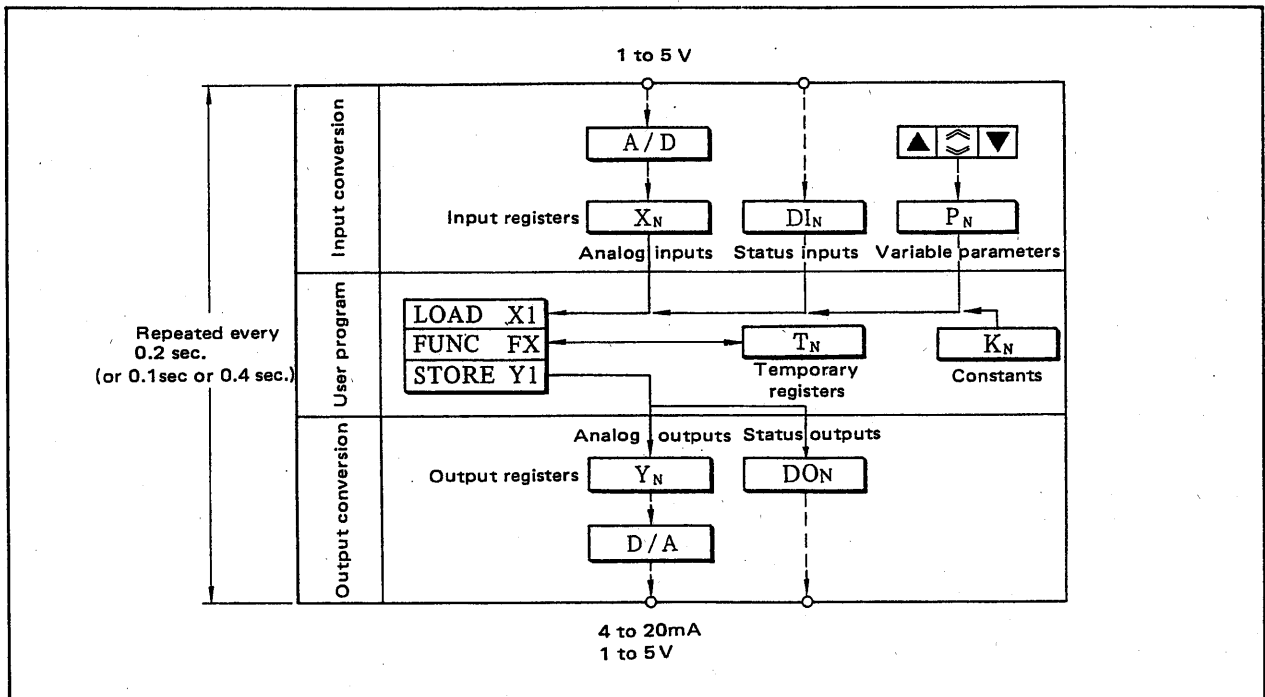 1 to 5 V
Input conversion
A/D
Input registers
XN
DIN
PN
Analog inputs
Status inputs
Variable parameters
Repeated every
0.2 sec.
(or 0.1sec or 0.4 sec.)
User program
LOAD X1
FUNC FX
STORE Y1
TN
Temporary
registers
KN
Constants
Output conversion
Analog outputs
Status outputs
Output registers
YN
DON
D/A
4 to 20mA
1 to 5V